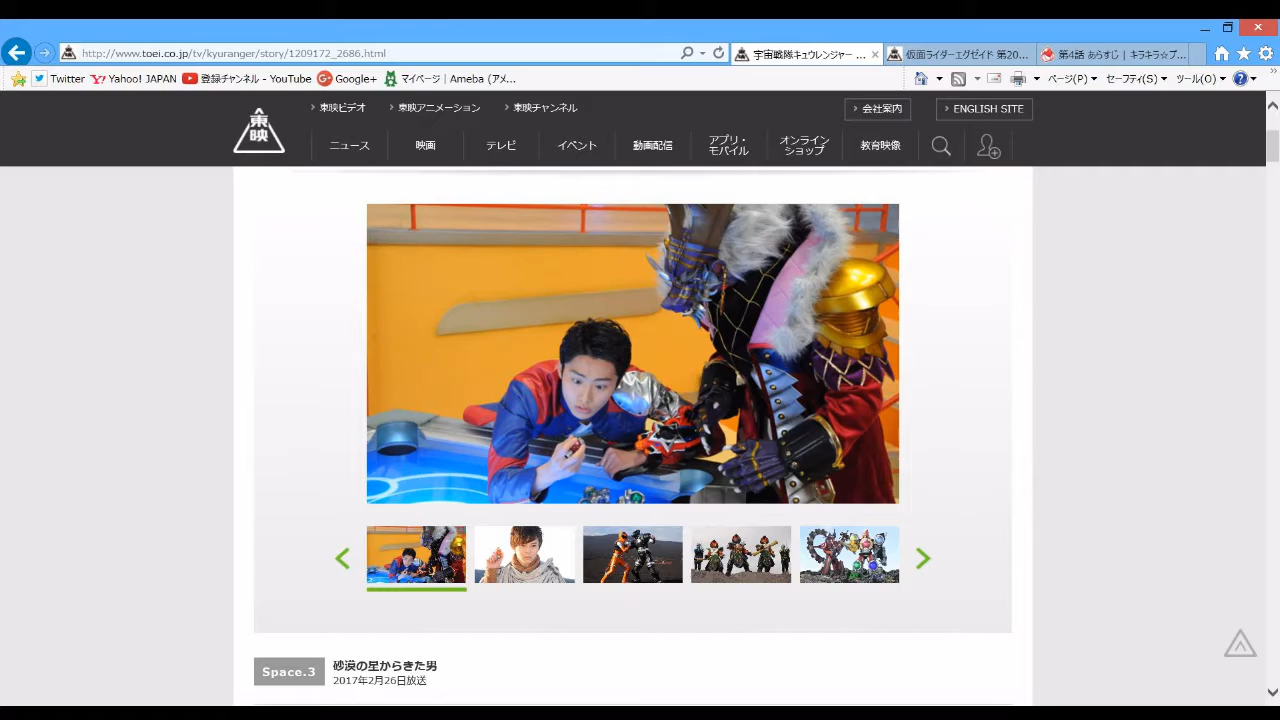 http://www.toei.co.jp/tv/kyuranger/story/1209172_2686.html
宇宙戦隊キュウレンジャー ...
仮面ライダーエグゼイド 第20...
第4話 あらすじ｜キラキラ☆プ...
Twitter
Yahoo! JAPAN
登録チャンネル - YouTube
Google+
マイページ｜Ameba (アメ...
ページ(P)
セーフティ(S)
ツール(O)
東映ビデオ
東映アニメーション
東映チャンネル
会社案内
ENGLISH SITE
東映
ニュース
映画
テレビ
イベント
動画配信
アプリ・
モバイル
オンライン
ショップ
教育映像
Space.3
砂漠の星からきた男
2017年2月26日放送